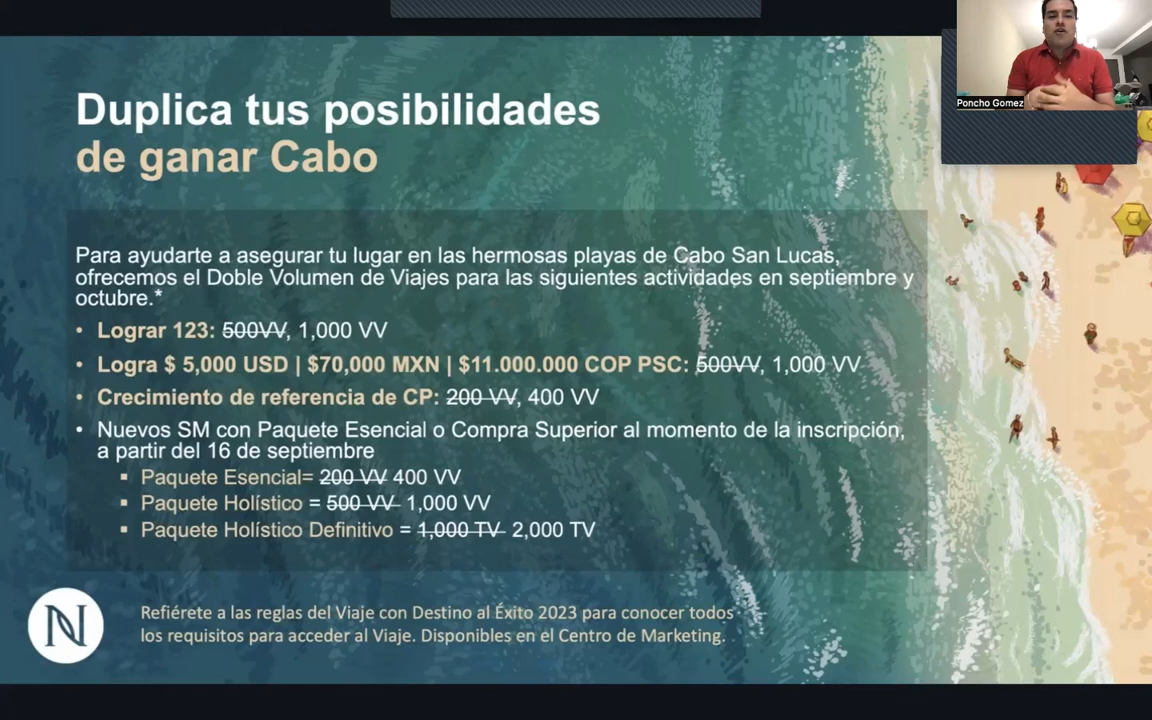 Poncho Gomez
Duplica tus posibilidades
de ganar Cabo
Para ayudarte a asegurar tu lugar en las hermosas playas de Cabo San Lucas,
ofrecemos el Doble Volumen de Viajes para las siguientes actividades en septiembre y
octubre.*
• Lograr 123: 500VV, 1,000 VV
• Logra $ 5,000 USD | $70,000 MXN | $11.000.000 COP PSC: 500VV, 1,000 VV
• Crecimiento de referencia de CP: 200 VV, 400 VV
• Nuevos SM con Paquete Esencial o Compra Superior al momento de la inscripción,
a partir del 16 de septiembre
▪ Paquete Esencial= 200 VV 400 VV
▪ Paquete Holístico = 500 VV 1,000 VV
▪ Paquete Holístico Definitivo = 1,000 TV 2,000 TV
N
Refiérete a las reglas del Viaje con Destino al Éxito 2023 para conocer todos
los requisitos para acceder al Viaje. Disponibles en el Centro de Marketing.